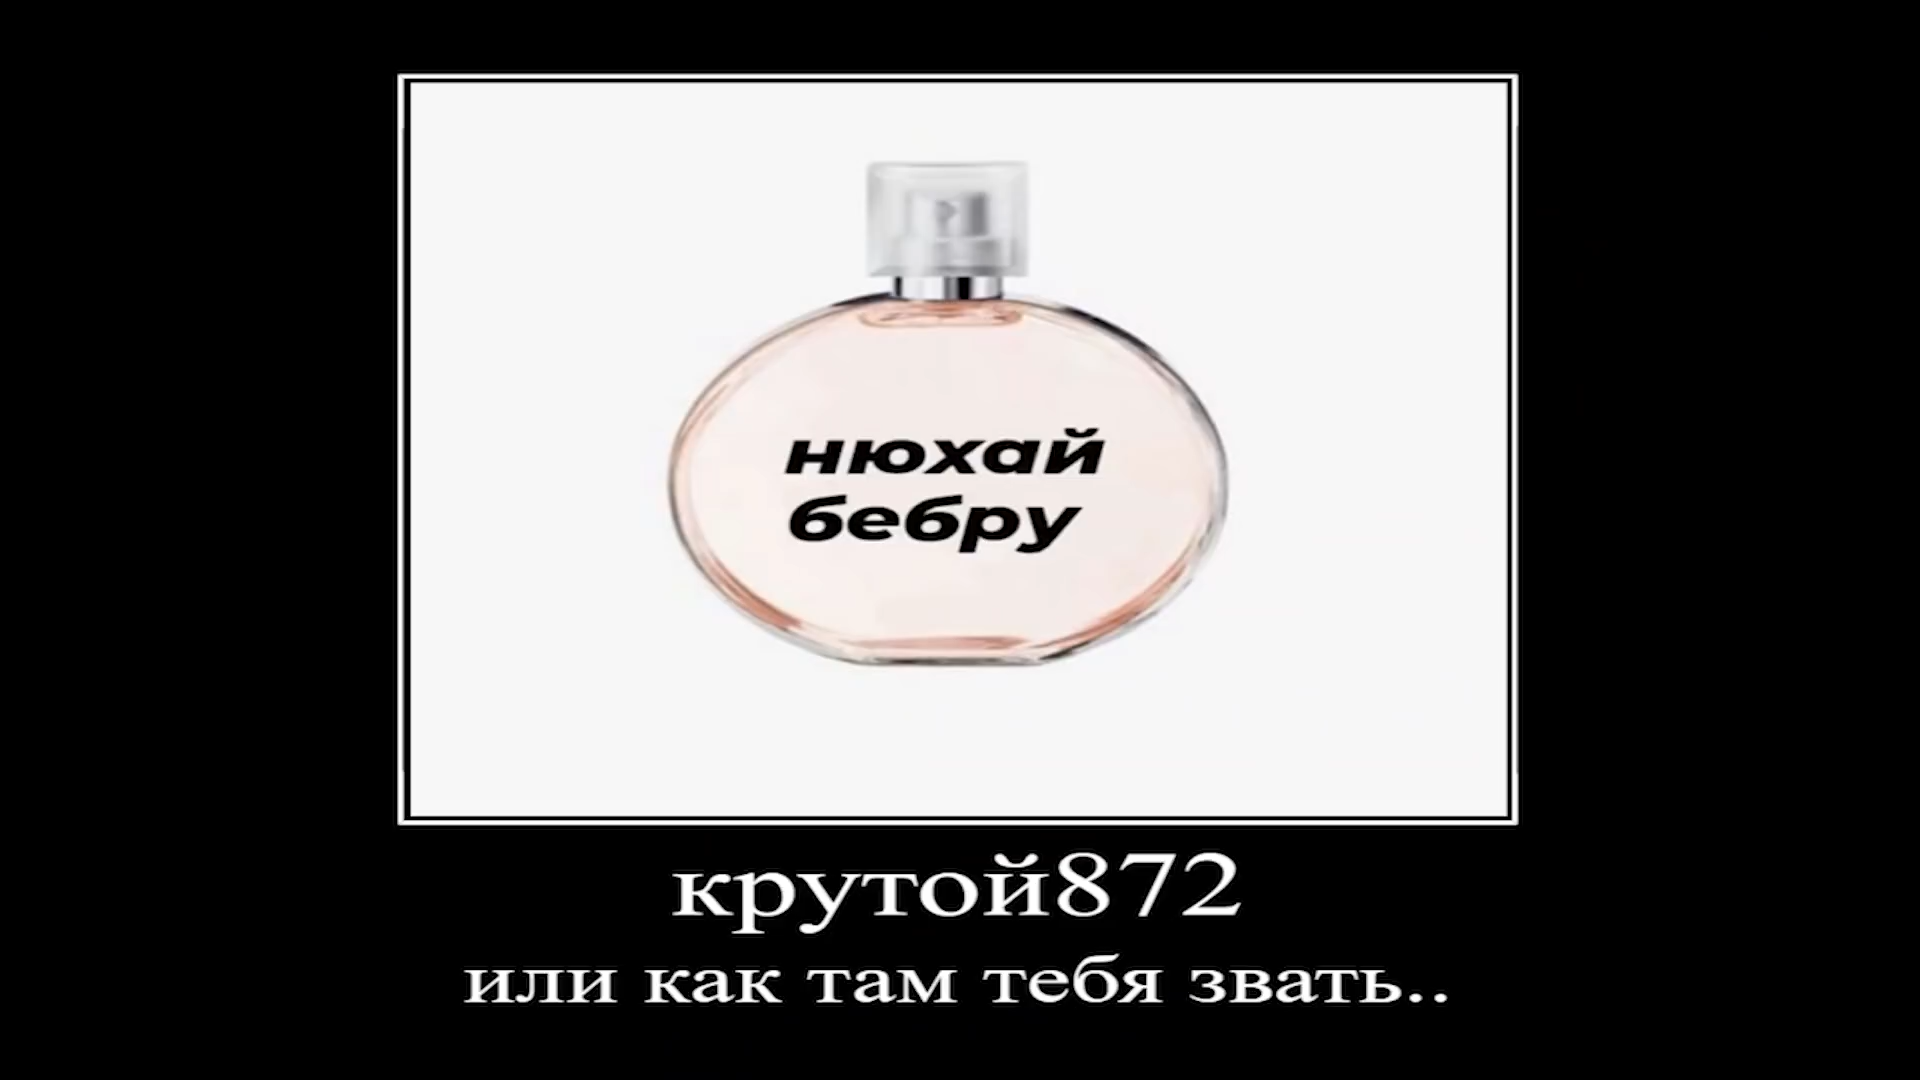 нюхай
бебру
крутой872
или как там тебя звать..